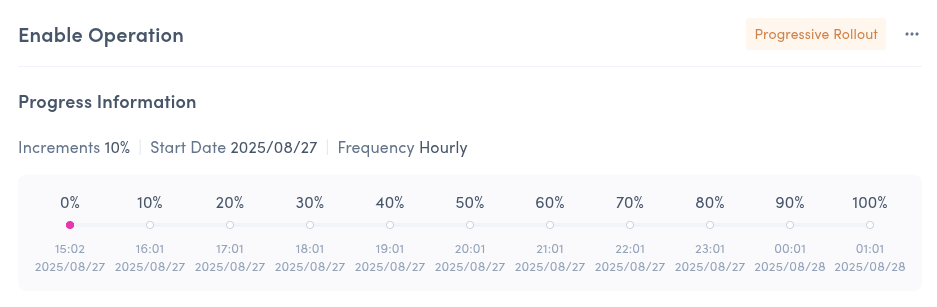 Enable Operation
Progressive Rollout
Progress Information
Increments 10% Start Date 2025/08/27 Frequency Hourly
0% 10% 20% 30% 40% 50% 60% 70% 80% 90% 100%
15:02 16:01 17:01 18:01 19:01 20:01 21:01 22:01 23:01 00:01 01:01
2025/08/27 2025/08/27 2025/08/27 2025/08/27 2025/08/27 2025/08/27 2025/08/27 2025/08/27 2025/08/27 2025/08/28 2025/08/28